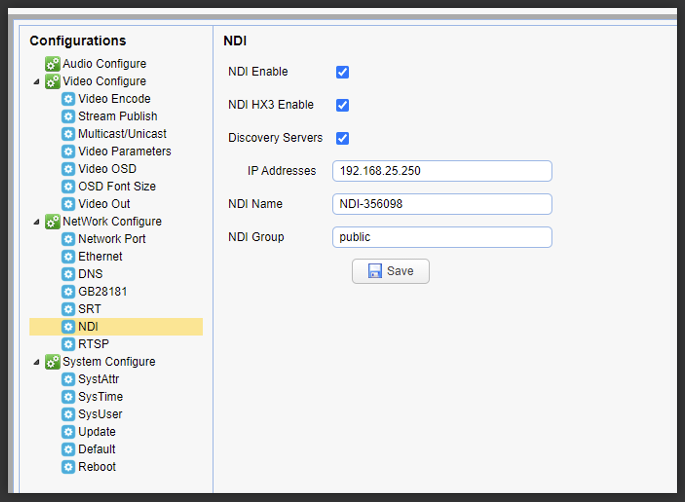 Configurations
Audio Configure
Video Configure
Video Encode
Stream Publish
Multicast/Unicast
Video Parameters
Video OSD
OSD Font Size
Video Out
NetWork Configure
Network Port
Ethernet
DNS
GB28181
SRT
NDI
RTSP
System Configure
SystAttr
SysTime
SysUser
Update
Default
Reboot
NDI
NDI Enable
NDI HX3 Enable
Discovery Servers
IP Addresses 192.168.25.250
NDI Name NDI-356098
NDI Group public
Save